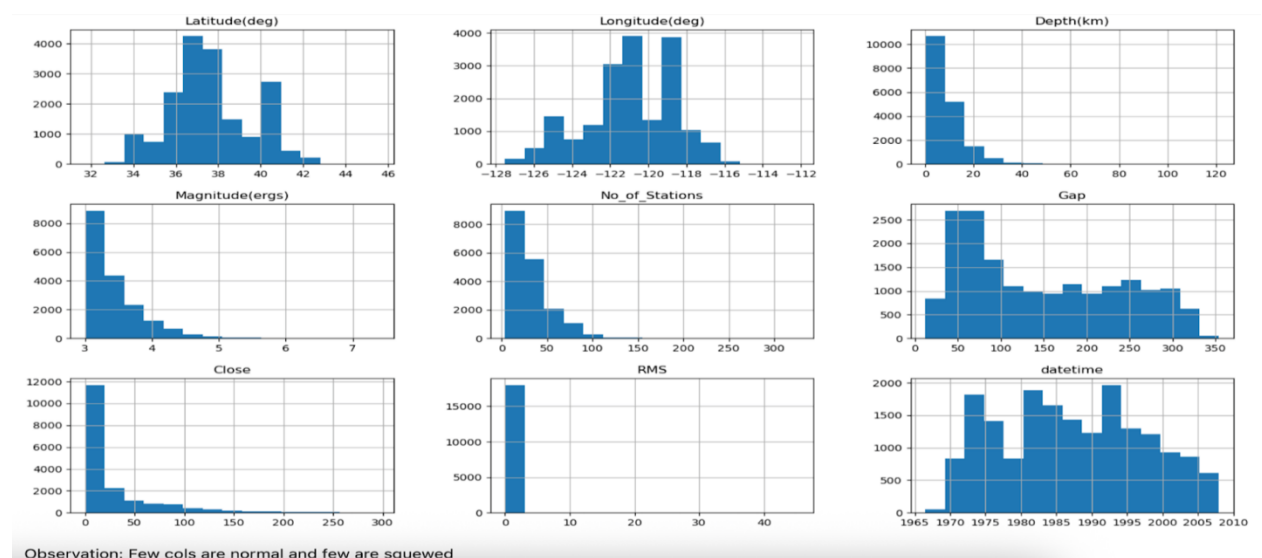 Latitude(deg) Longitude(deg) Depth(km)
4000 4000 10000
3000 3000 8000
2000 2000 6000
1000 1000 4000
0 0 2000
0
32 34 36 38 40 42 44 46 −128 −126 −124 −122 −120 −118 −116 −114 −112 0 20 40 60 80 100 120
Magnitude(ergs) No_of_Stations Gap
8000 8000 2500
6000 6000 2000
4000 4000 1500
2000 2000 1000
0 0 500
0
3 4 5 6 7 0 50 100 150 200 250 300 0 50 100 150 200 250 300 350
Close RMS datetime
12000 15000 2000
10000 10000 1500
8000 5000 1000
6000 0 500
4000 0
2000
0
0 50 100 150 200 250 300 0 10 20 30 40 1965 1970 1975 1980 1985 1990 1995 2000 2005 2010
Observation: Few cols are normal and few are squewed